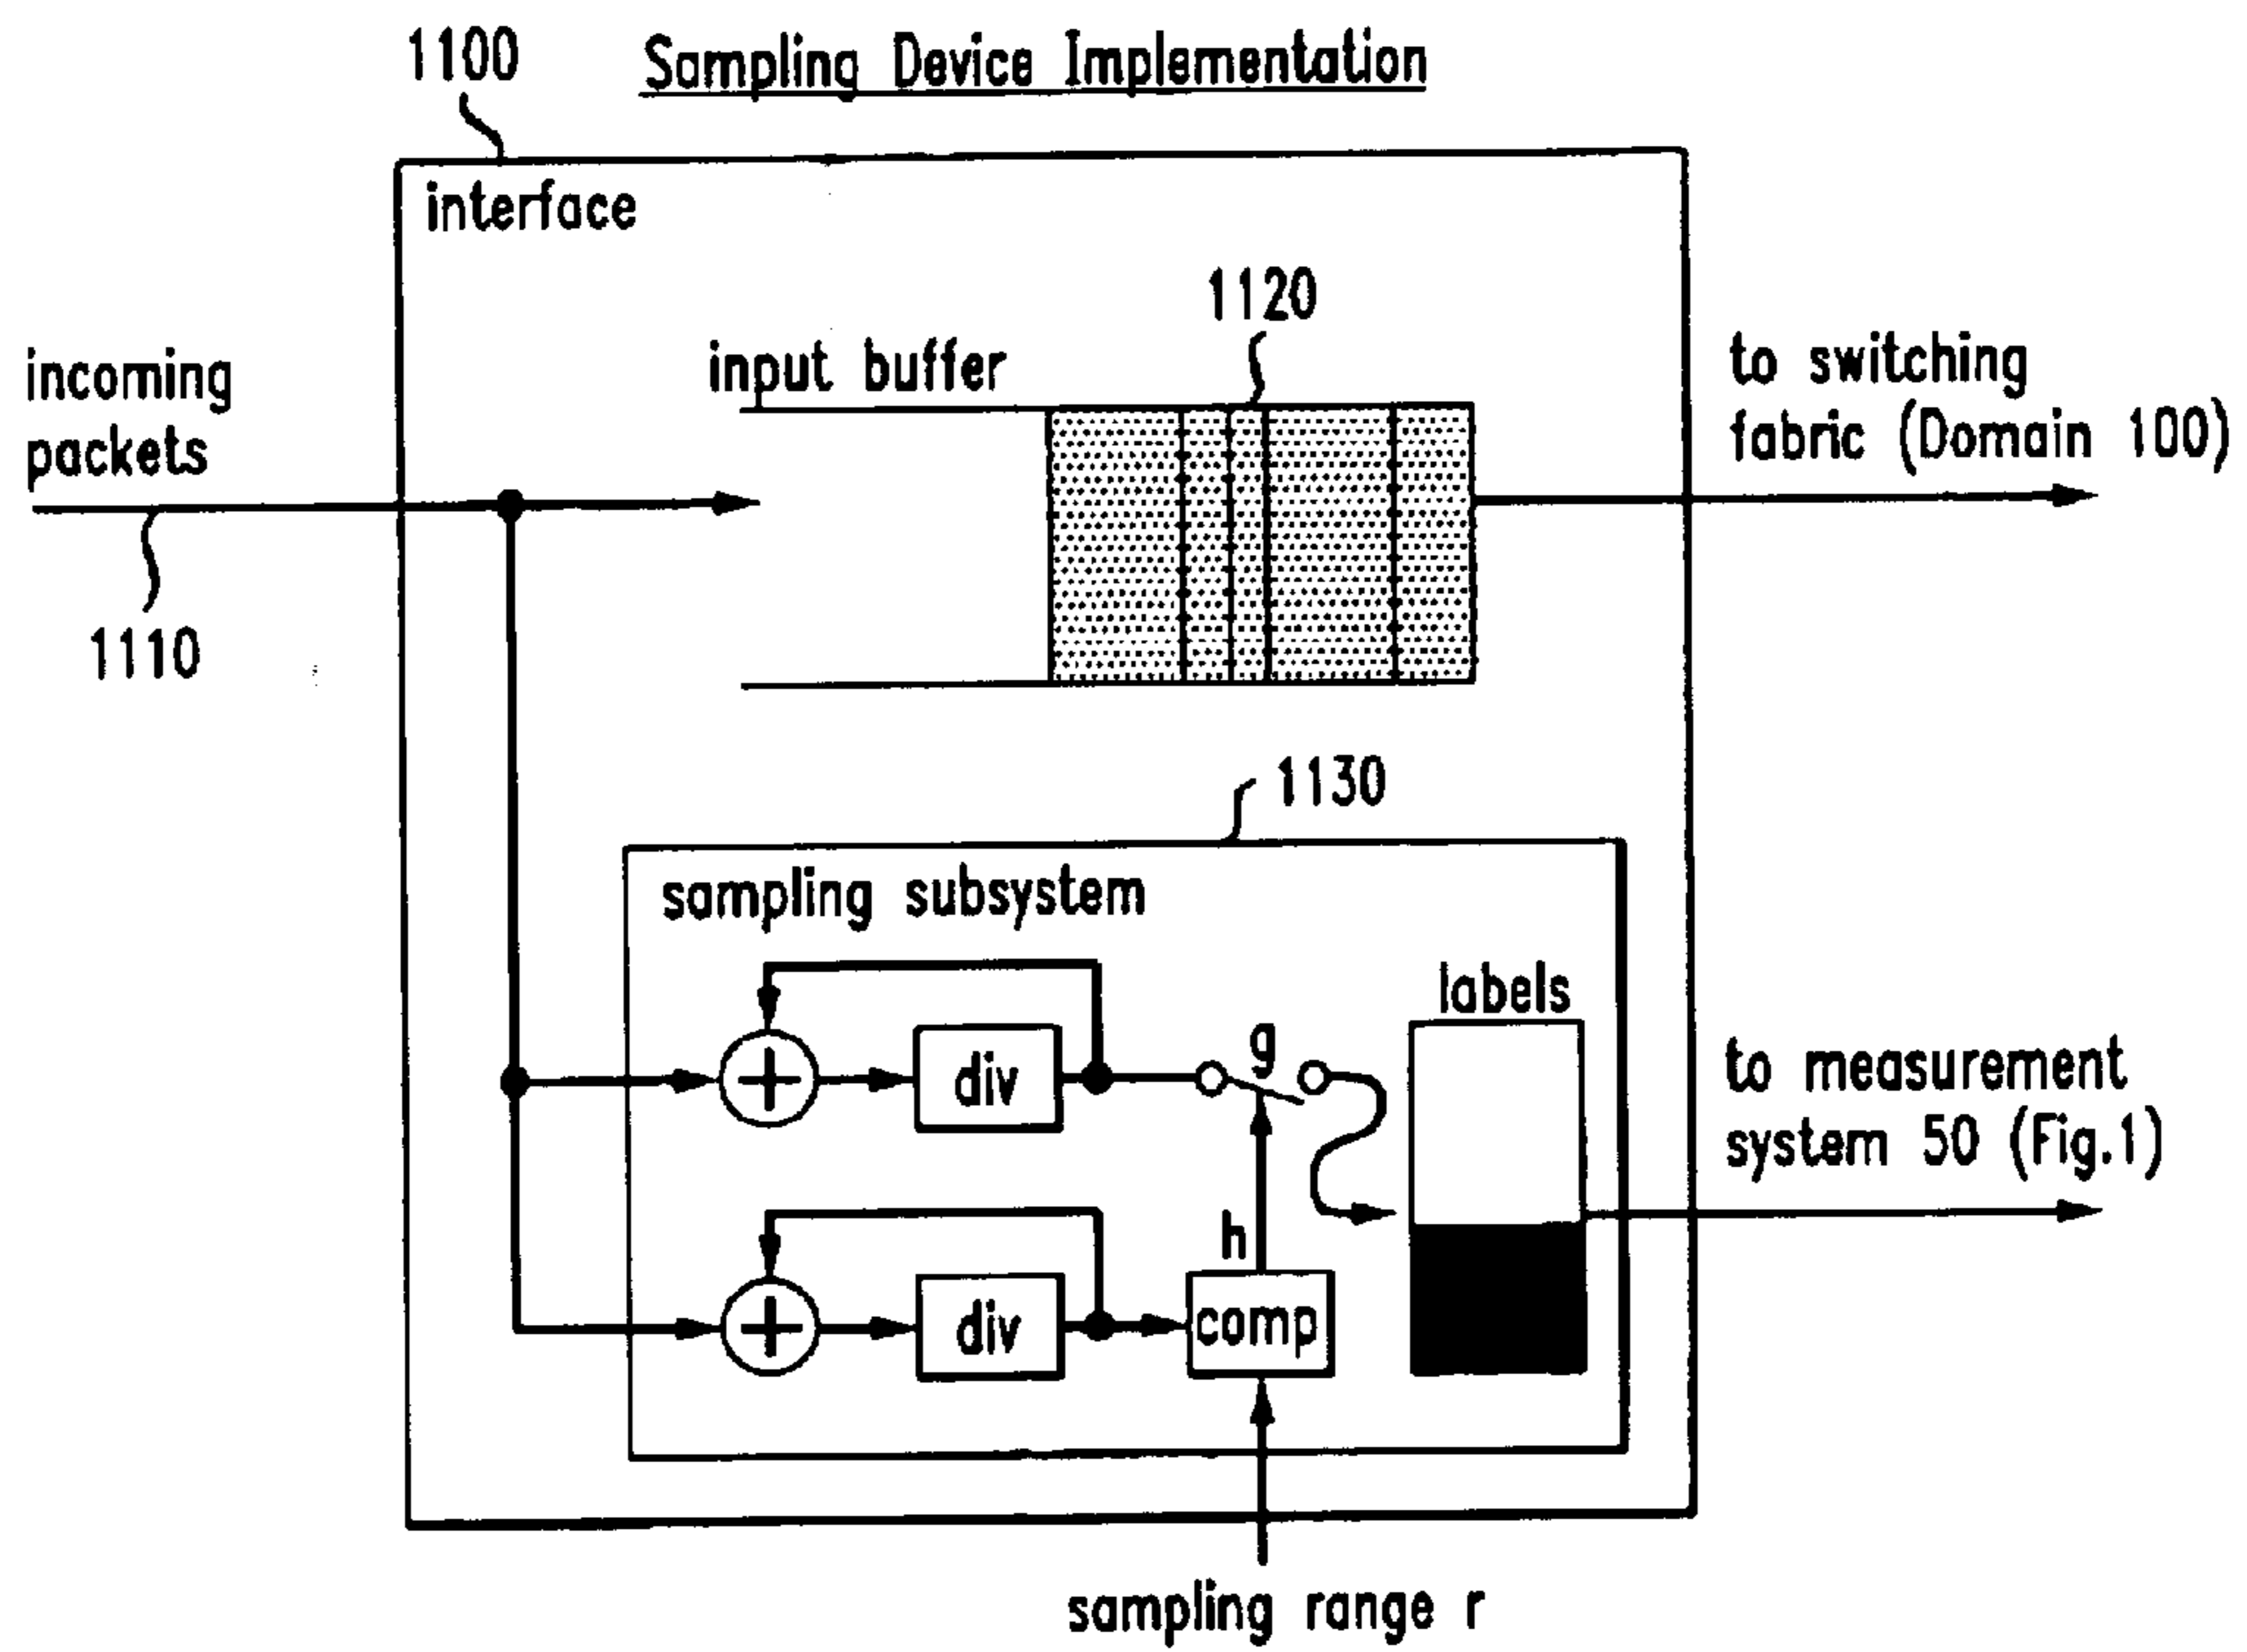 Sampling Device Implementation
1100
interface
incoming
packets
1110
input buffer
1120
to switching
fabric (Domain 100)
1130
sampling subsystem
labels
+
div
g
to measurement
system 50 (Fig.1)
h
+
div
comp
sampling range r